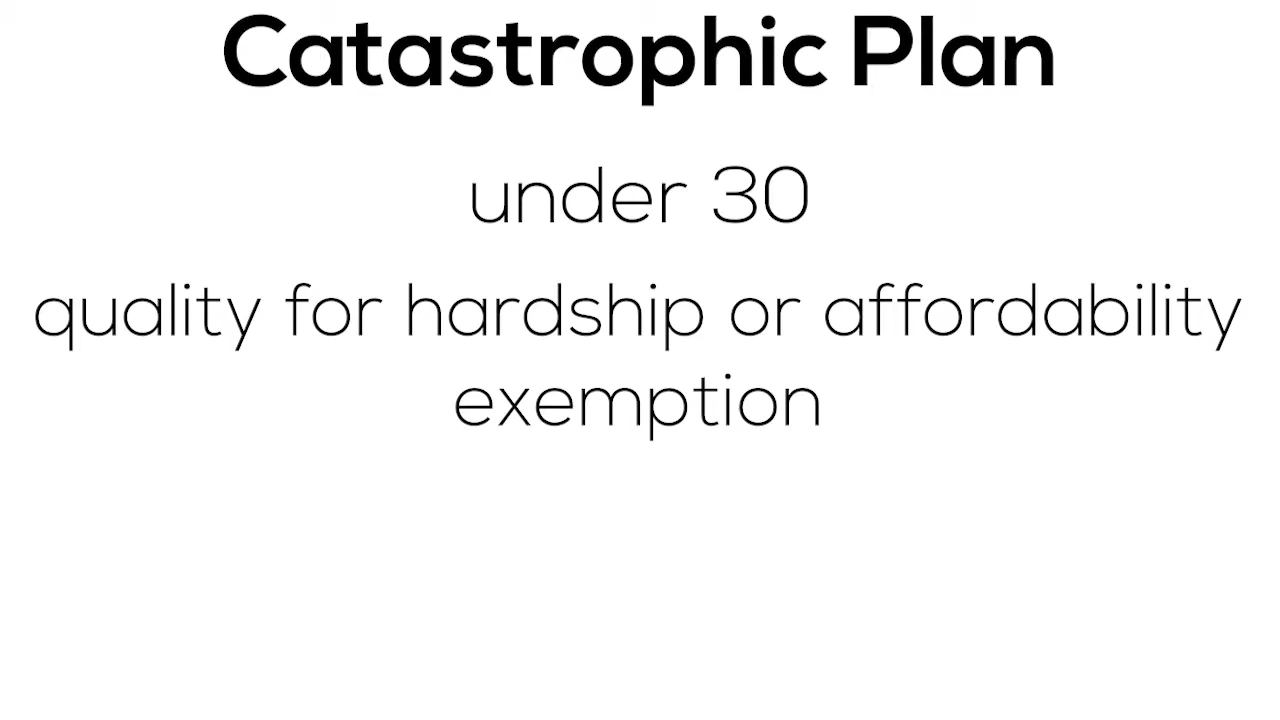 Catastrophic Plan
under 30
quality for hardship or affordability
exemption